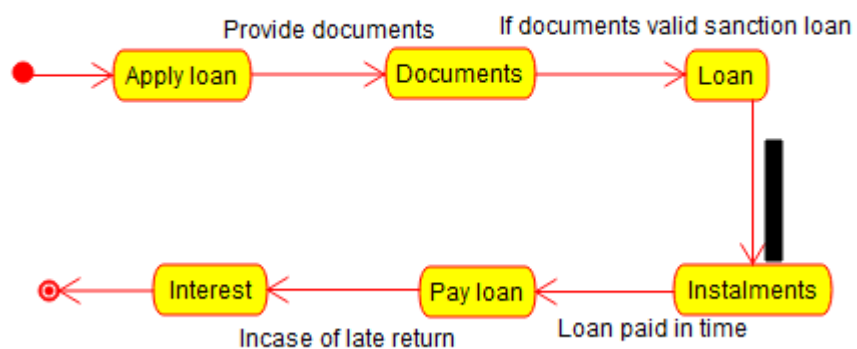 Provide documents
If documents valid sanction loan
Apply loan
Documents
Loan
Interest
Pay loan
Instalments
Incase of late return
Loan paid in time